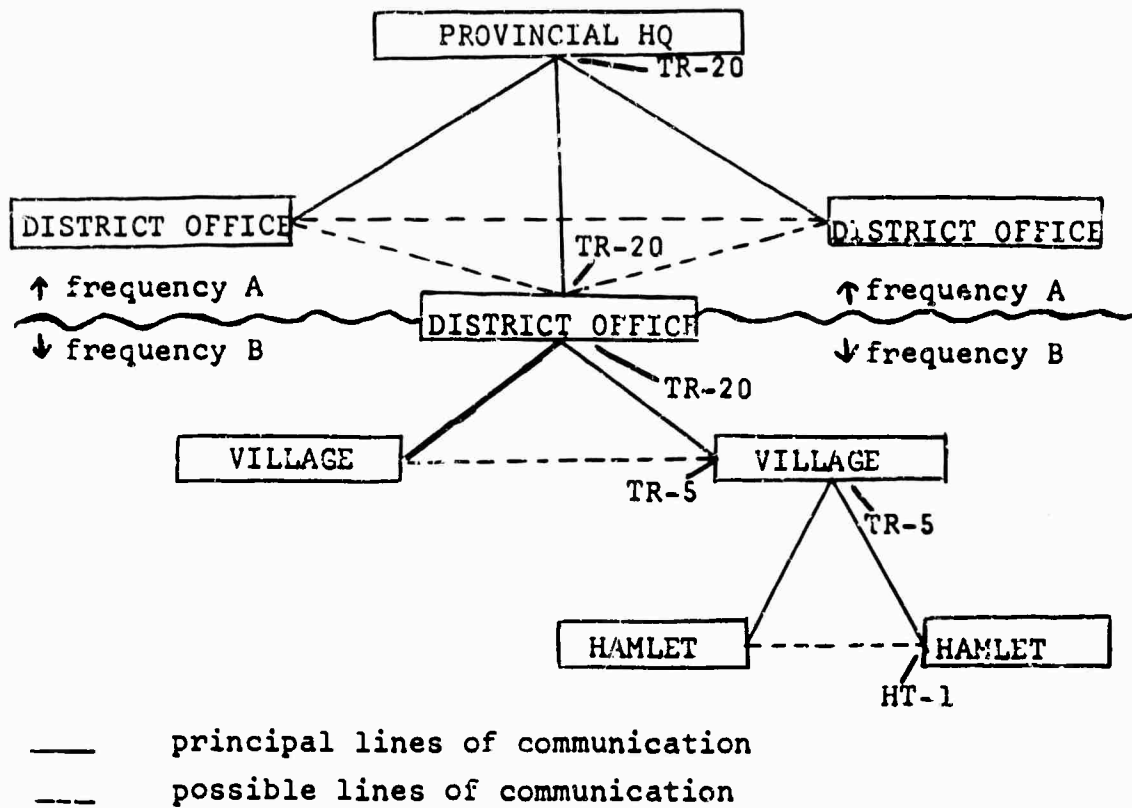 PROVINCIAL HQ
TR-20
DISTRICT OFFICE
DISTRICT OFFICE
TR-20
↑ frequency A
↑ frequency A
DISTRICT OFFICE
↓ frequency B
↓ frequency B
TR-20
VILLAGE
VILLAGE
TR-5
TR-5
HAMLET
HAMLET
HT-1
principal lines of communication
possible lines of communication